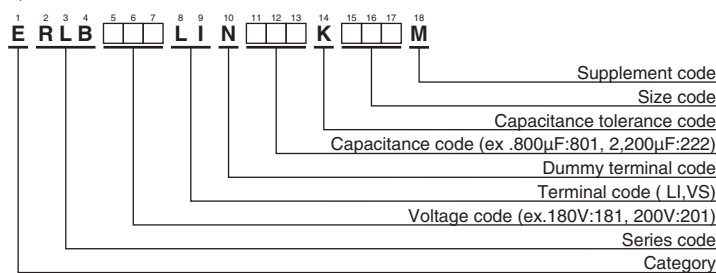 1 2 3 4 5 6 7 8 9 10 11 12 13 14 15 16 17 18
E R L B L I N K M
Supplement code
Size code
Capacitance tolerance code
Capacitance code (ex .800μF:801, 2,200μF:222)
Dummy terminal code
Terminal code ( LI,VS)
Voltage code (ex.180V:181, 200V:201)
Series code
Category